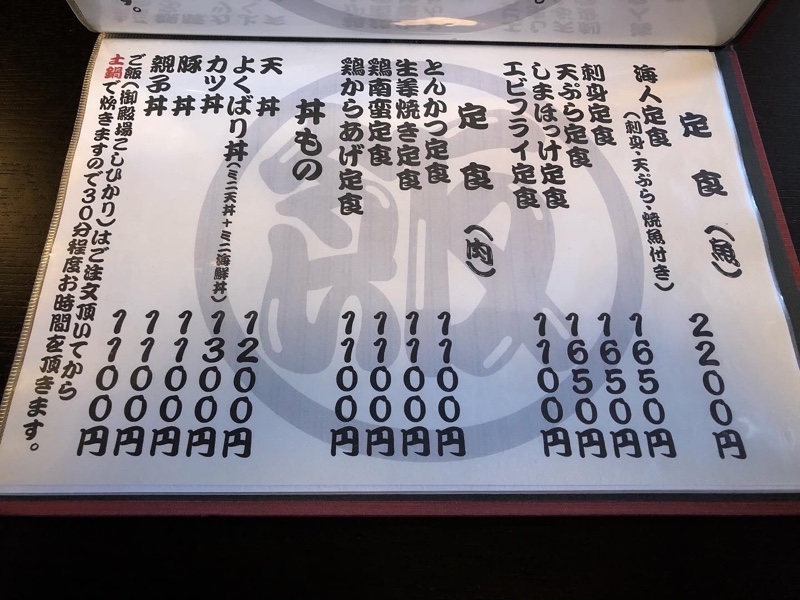 定食(魚)
海人定食 2200円
(刺身・天ぷら・焼魚付き)
刺身定食 1650円
天ぷら定食 1650円
しまほっけ定食 1650円
エビフライ定食 1100円
定食(肉)
とんかつ定食 1100円
生姜焼き定食 1100円
鶏南蛮定食 1100円
鶏からあげ定食 1100円
丼もの
天丼 1200円
よくばり丼(ミニ天丼+ミニ海鮮丼) 1300円
カツ丼 1100円
豚丼 1100円
親子丼 1100円
ご飯(御殿場こしひかり)はご注文頂いてから
土鍋で炊きますので30分程度お時間を頂きます。